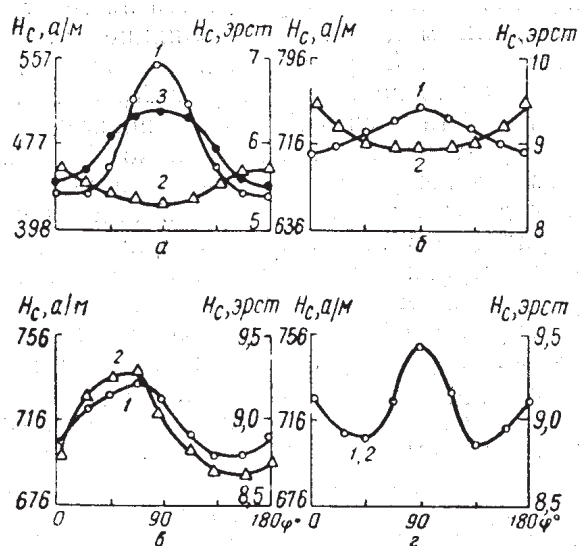 Hc, а/м Hc, эрст Hc, а/м Hc, эрст
557 1 7 796 10
3 1
477 6 716 9
2 2
398 5 636 8
а б
Hc, а/м Hc, эрст Hc, а/м Hc, эрст
756 9,5 756 9,5
2
716 1 9,0 716 9,0
1,2
676 8,5 676 8,5
0 90 180 φ° 0 90 180 φ°
в г